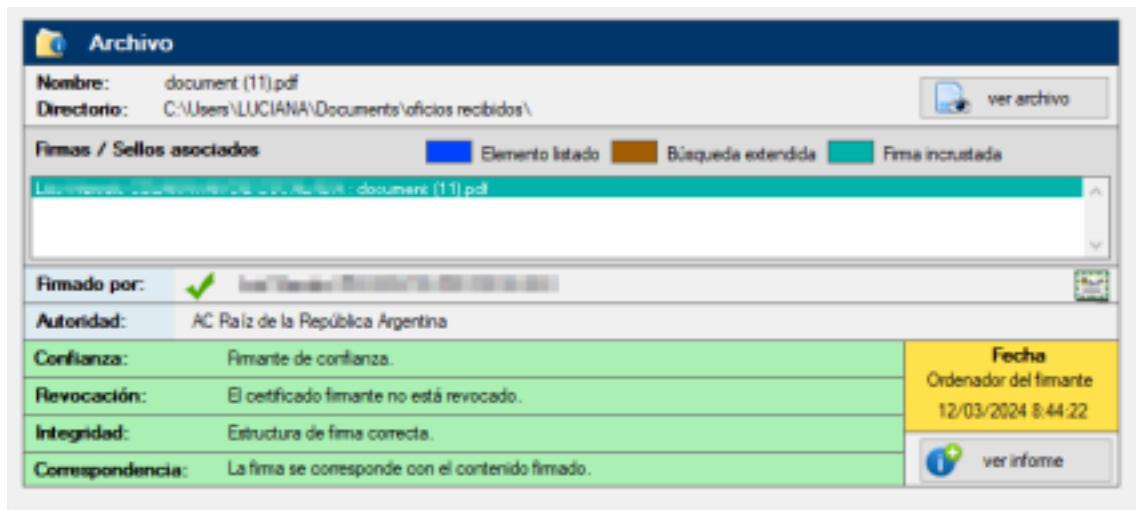 Archivo
Nombre: document (11).pdf
Directorio: C:\Users\LUCIANA\Documents\oficios recibidos\
ver archivo
Firmas / Sellos asociados
Elemento listado
Búsqueda extendida
Firma incrustada
: document (11).pdf
Firmado por:
Autoridad: AC Raíz de la República Argentina
Confianza: Firmante de confianza.
Revocación: El certificado firmante no está revocado.
Integridad: Estructura de firma correcta.
Correspondencia: La firma se corresponde con el contenido firmado.
Fecha
Ordenador del firmante
12/03/2024 8:44:22
ver informe